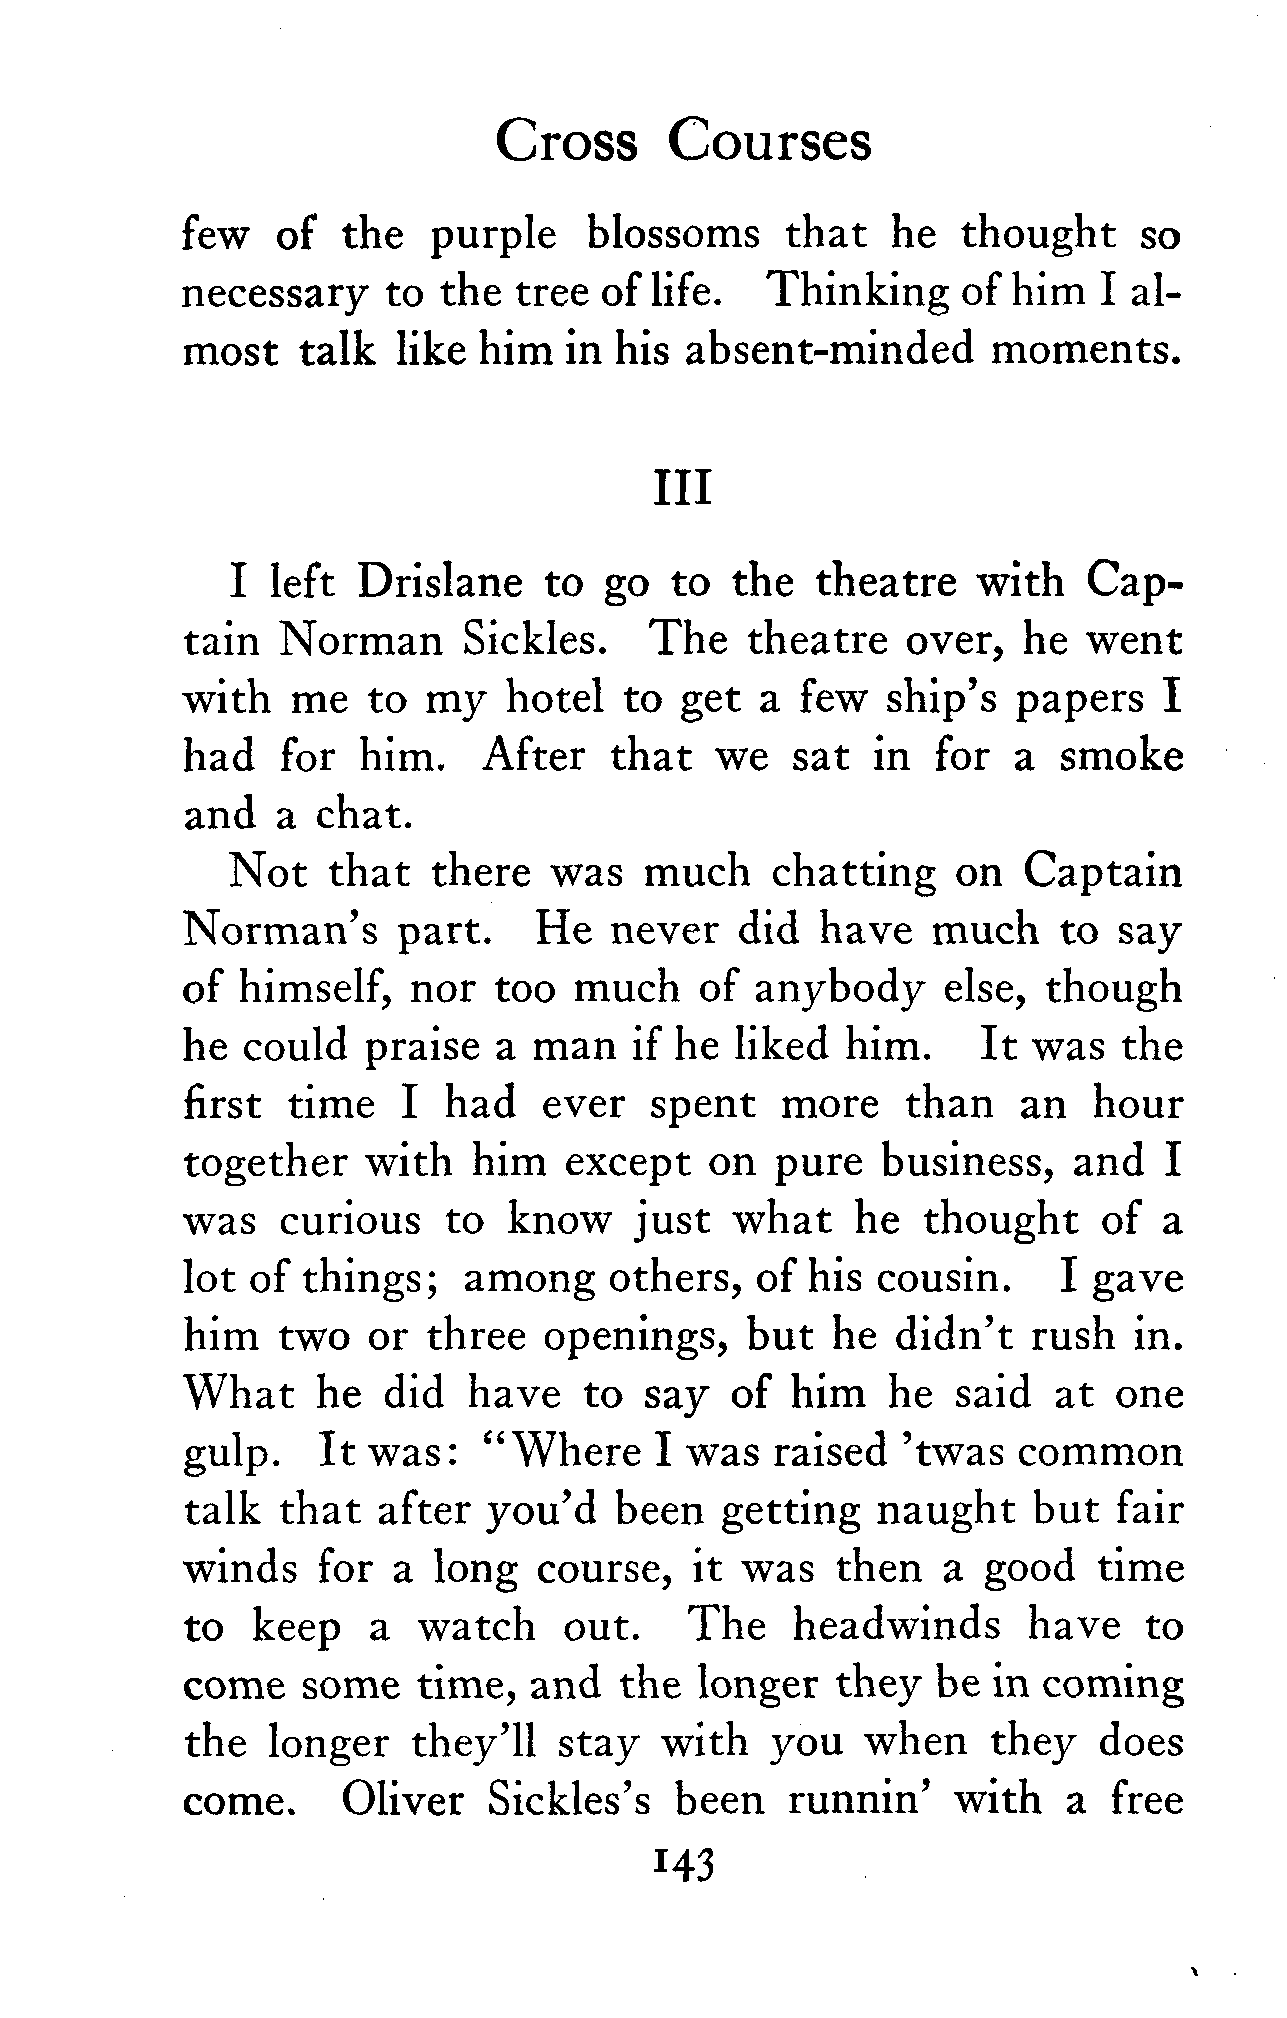 Cross Courses
few of the purple blossoms that he thought so
necessary to the tree of life. Thinking of him I al-
most talk like him in his absent-minded moments.
III
I left Drislane to go to the theatre with Cap-
tain Norman Sickles. The theatre over, he went
with me to my hotel to get a few ship's papers I
had for him. After that we sat in for a smoke
and a chat.
Not that there was much chatting on Captain
Norman's part. He never did have much to say
of himself, nor too much of anybody else, though
he could praise a man if he liked him. It was the
first time I had ever spent more than an hour
together with him except on pure business, and I
was curious to know just what he thought of a
lot of things; among others, of his cousin. I gave
him two or three openings, but he didn't rush in.
What he did have to say of him he said at one
gulp. It was: "Where I was raised 'twas common
talk that after you'd been getting naught but fair
winds for a long course, it was then a good time
to keep a watch out. The headwinds have to
come some time, and the longer they be in coming
the longer they'll stay with you when they does
come. Oliver Sickles's been runnin' with a free
143